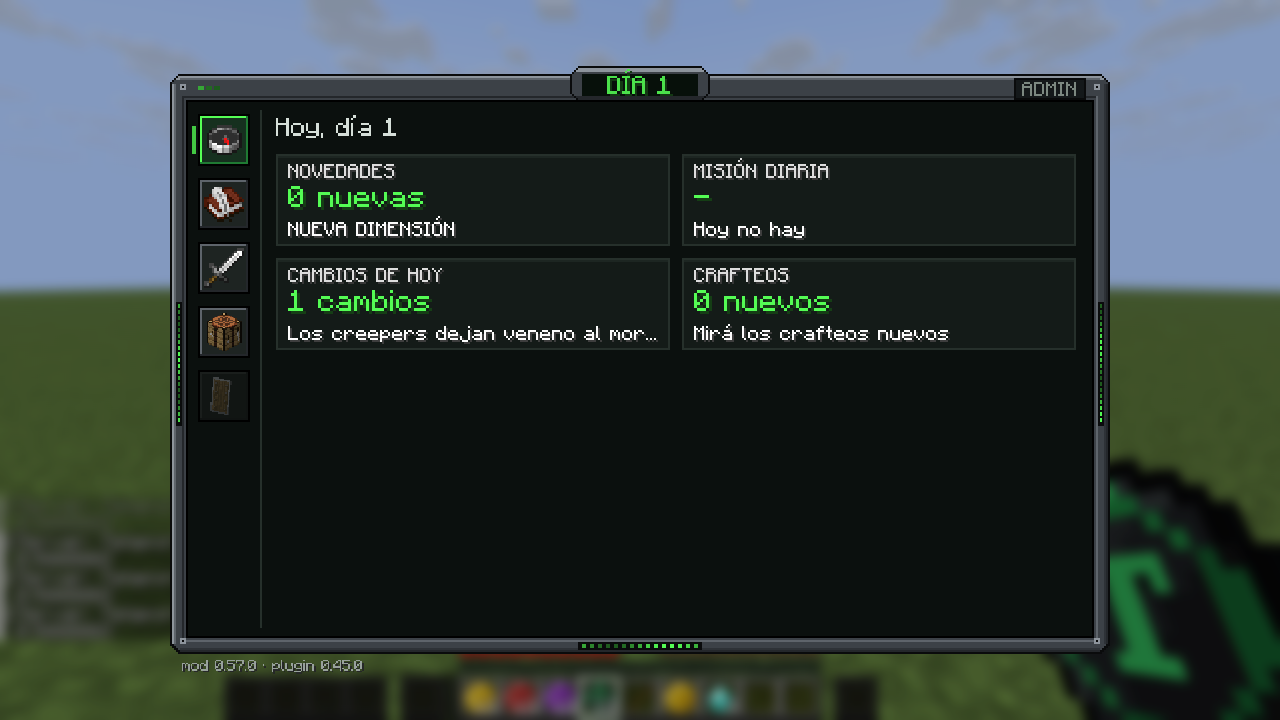 DÍA 1
ADMIN
Hoy, día 1
NOVEDADES
0 nuevas
NUEVA DIMENSIÓN
MISIÓN DIARIA
—
Hoy no hay
CAMBIOS DE HOY
1 cambios
Los creepers dejan veneno al mor...
CRAFTEOS
0 nuevos
Mirá los crafteos nuevos
mod 0.57.0 · plugin 0.45.0